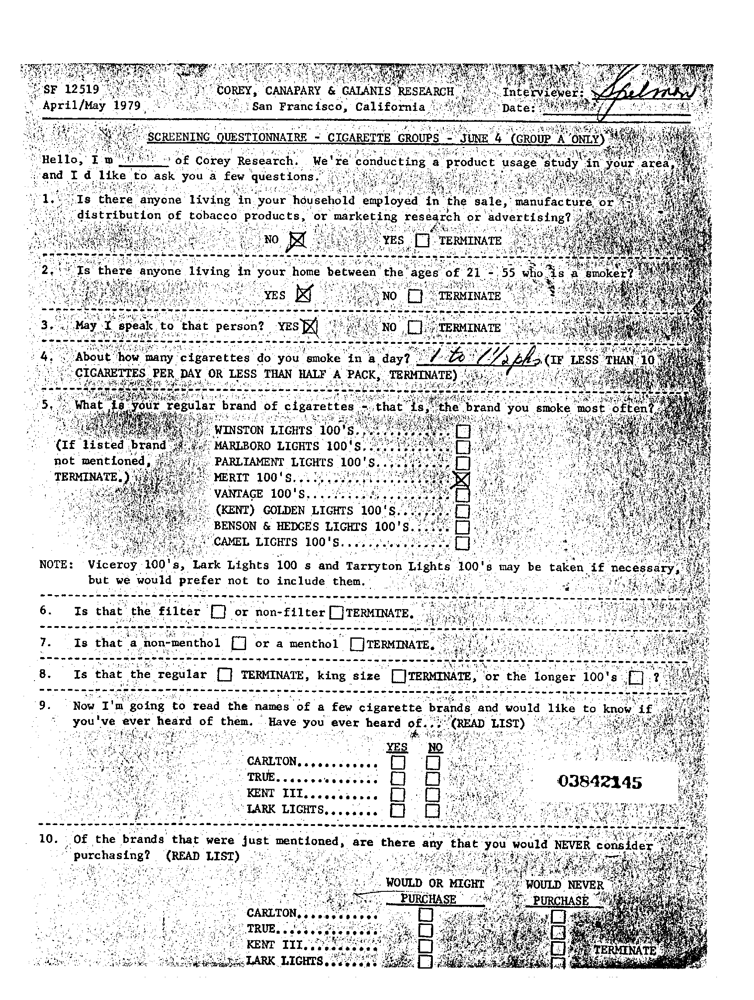 SF 12519 COREY, CANAPARY & GALANIS RESEARCH Interviewer: Spelman
April/May 1979 San Francisco, California Date:
SCREENING QUESTIONNAIRE - CIGARETTE GROUPS - JUNE 4 (GROUP A ONLY)
Hello, I m ______ of Corey Research. We're conducting a product usage study in your area,
and I d like to ask you a few questions.
1. Is there anyone living in your household employed in the sale, manufacture or
distribution of tobacco products, or marketing research or advertising?
NO ☒ YES ☐ TERMINATE
2. Is there anyone living in your home between the ages of 21 - 55 who is a smoker?
YES ☒ NO ☐ TERMINATE
3. May I speak to that person? YES ☒ NO ☐ TERMINATE
4. About how many cigarettes do you smoke in a day? 1 to 1 1/2 pks (IF LESS THAN 10
CIGARETTES PER DAY OR LESS THAN HALF A PACK, TERMINATE)
5. What is your regular brand of cigarettes - that is, the brand you smoke most often?
WINSTON LIGHTS 100'S............. ☐
(If listed brand MARLBORO LIGHTS 100'S............ ☐
not mentioned, PARLIAMENT LIGHTS 100'S.......... ☐
TERMINATE.) MERIT 100'S...................... ☒
VANTAGE 100'S.................... ☐
(KENT) GOLDEN LIGHTS 100'S....... ☐
BENSON & HEDGES LIGHTS 100'S...... ☐
CAMEL LIGHTS 100'S............... ☐
NOTE: Viceroy 100's, Lark Lights 100 s and Tarryton Lights 100's may be taken if necessary,
but we would prefer not to include them.
6. Is that the filter ☐ or non-filter ☐ TERMINATE.
7. Is that a non-menthol ☐ or a menthol ☐ TERMINATE.
8. Is that the regular ☐ TERMINATE, king size ☐ TERMINATE, or the longer 100's ☐ ?
9. Now I'm going to read the names of a few cigarette brands and would like to know if
you've ever heard of them. Have you ever heard of... (READ LIST)
YES NO
CARLTON............ ☐ ☐
TRUE............... ☐ ☐
KENT III........... ☐ ☐
LARK LIGHTS........ ☐ ☐
03842145
10. Of the brands that were just mentioned, are there any that you would NEVER consider
purchasing? (READ LIST)
WOULD OR MIGHT WOULD NEVER
PURCHASE PURCHASE
CARLTON............ ☐ ☐
TRUE............... ☐ ☐
KENT III........... ☐ ☐ TERMINATE
LARK LIGHTS........ ☐ ☐